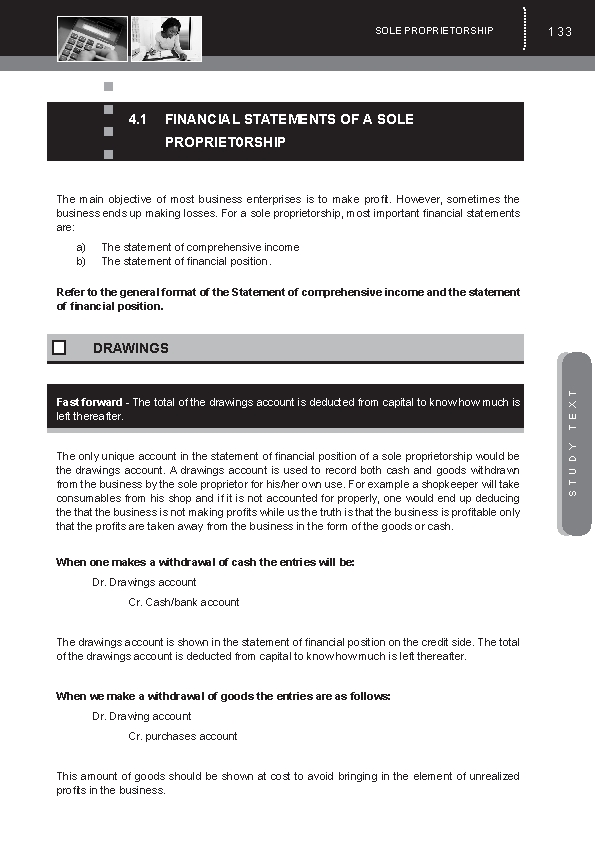 SOLE PROPRIETORSHIP 133
4.1 FINANCIAL STATEMENTS OF A SOLE
PROPRIETORSHIP
The main objective of most business enterprises is to make profit. However, sometimes the
business ends up making losses. For a sole proprietorship, most important financial statements
are:
a) The statement of comprehensive income
b) The statement of financial position.
Refer to the general format of the Statement of comprehensive income and the statement
of financial position.
DRAWINGS
Fast forward - The total of the drawings account is deducted from capital to know how much is
left thereafter.
STUDY TEXT
The only unique account in the statement of financial position of a sole proprietorship would be
the drawings account. A drawings account is used to record both cash and goods withdrawn
from the business by the sole proprietor for his/her own use. For example a shopkeeper will take
consumables from his shop and if it is not accounted for properly, one would end up deducing
the that the business is not making profits while us the truth is that the business is profitable only
that the profits are taken away from the business in the form of the goods or cash.
When one makes a withdrawal of cash the entries will be:
Dr. Drawings account
Cr. Cash/bank account
The drawings account is shown in the statement of financial position on the credit side. The total
of the drawings account is deducted from capital to know how much is left thereafter.
When we make a withdrawal of goods the entries are as follows:
Dr. Drawing account
Cr. purchases account
This amount of goods should be shown at cost to avoid bringing in the element of unrealized
profits in the business.